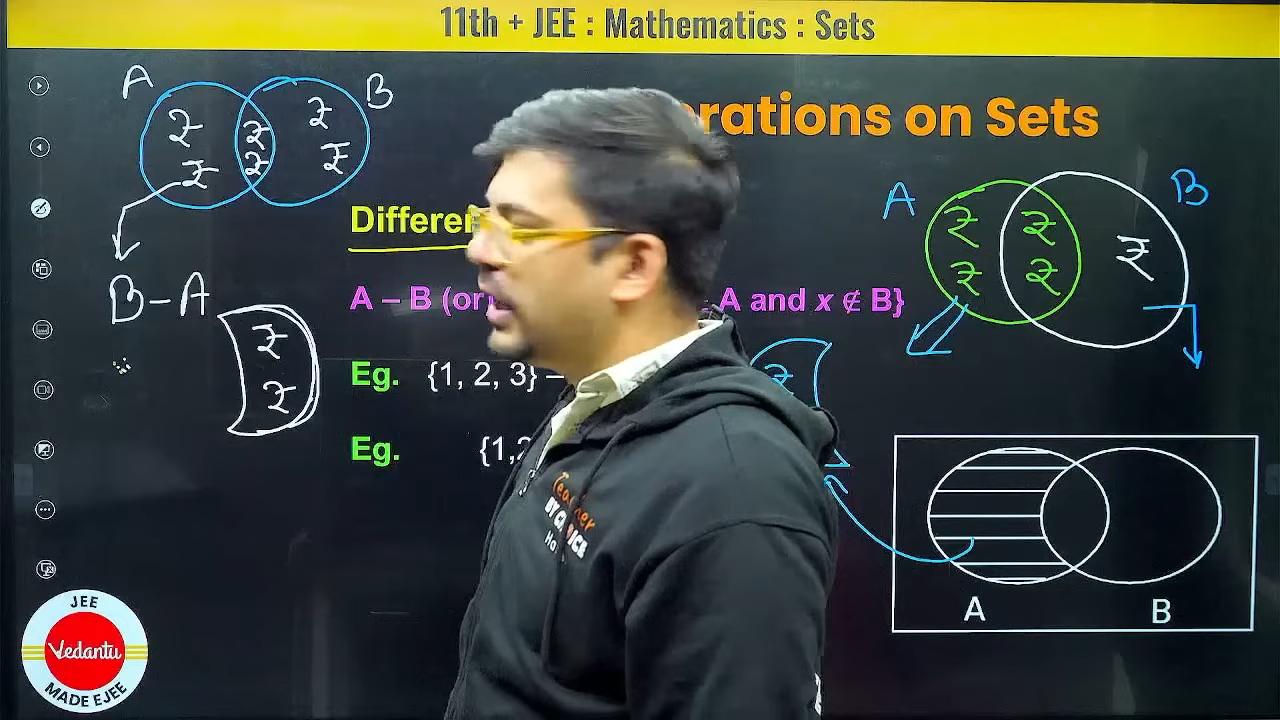 11th + JEE : Mathematics : Sets
A
₹
₹
₹
₹
₹
₹
B
rations on Sets
A
₹
₹
₹
₹
₹
B
Differe
A – B (or
A and x ∉ B}
B–A
₹
₹
Eg. {1, 2, 3} –
₹
Eg. {1,2
A
B
JEE
Vedantu
MADE EJEE